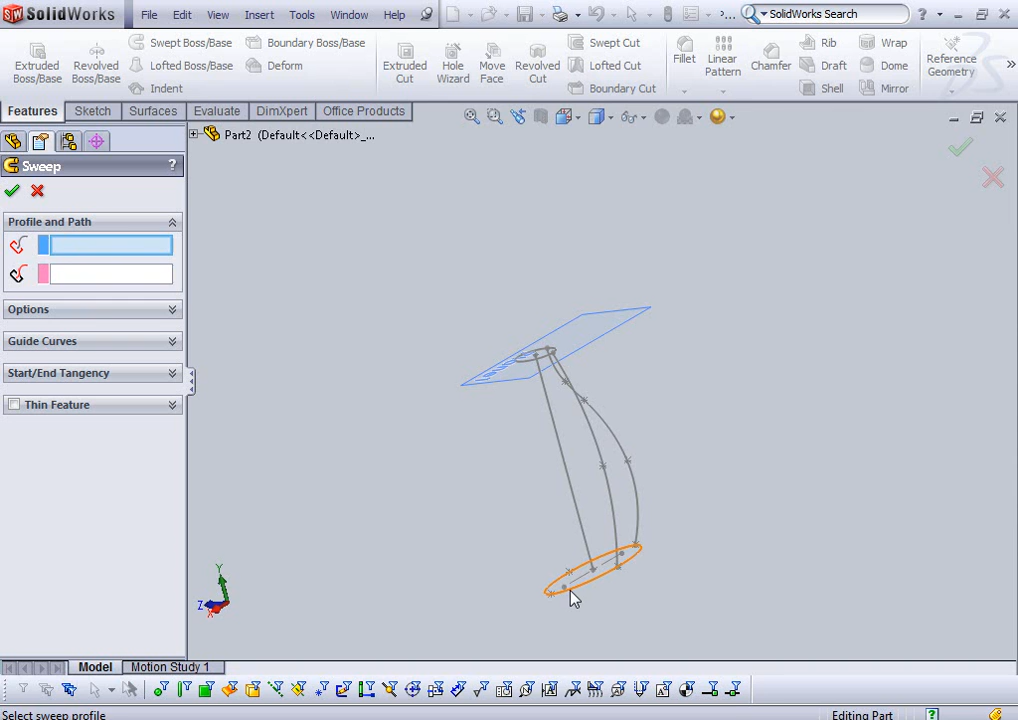 SolidWorks File Edit View Insert Tools Window Help ... SolidWorks Search ?
Extruded Boss/Base
Revolved Boss/Base
Swept Boss/Base
Lofted Boss/Base
Indent
Boundary Boss/Base
Deform
Extruded Cut
Hole Wizard
Move Face
Revolved Cut
Swept Cut
Lofted Cut
Boundary Cut
Fillet
Linear Pattern
Chamfer
Rib
Draft
Shell
Wrap
Dome
Mirror
Reference Geometry
Features Sketch Surfaces Evaluate DimXpert Office Products
Part2 (Default<<Default>_...
Sweep ?
Profile and Path
Options
Guide Curves
Start/End Tangency
Thin Feature
Y
Z
X
Model Motion Study 1
Select sweep profile Editing Part ?